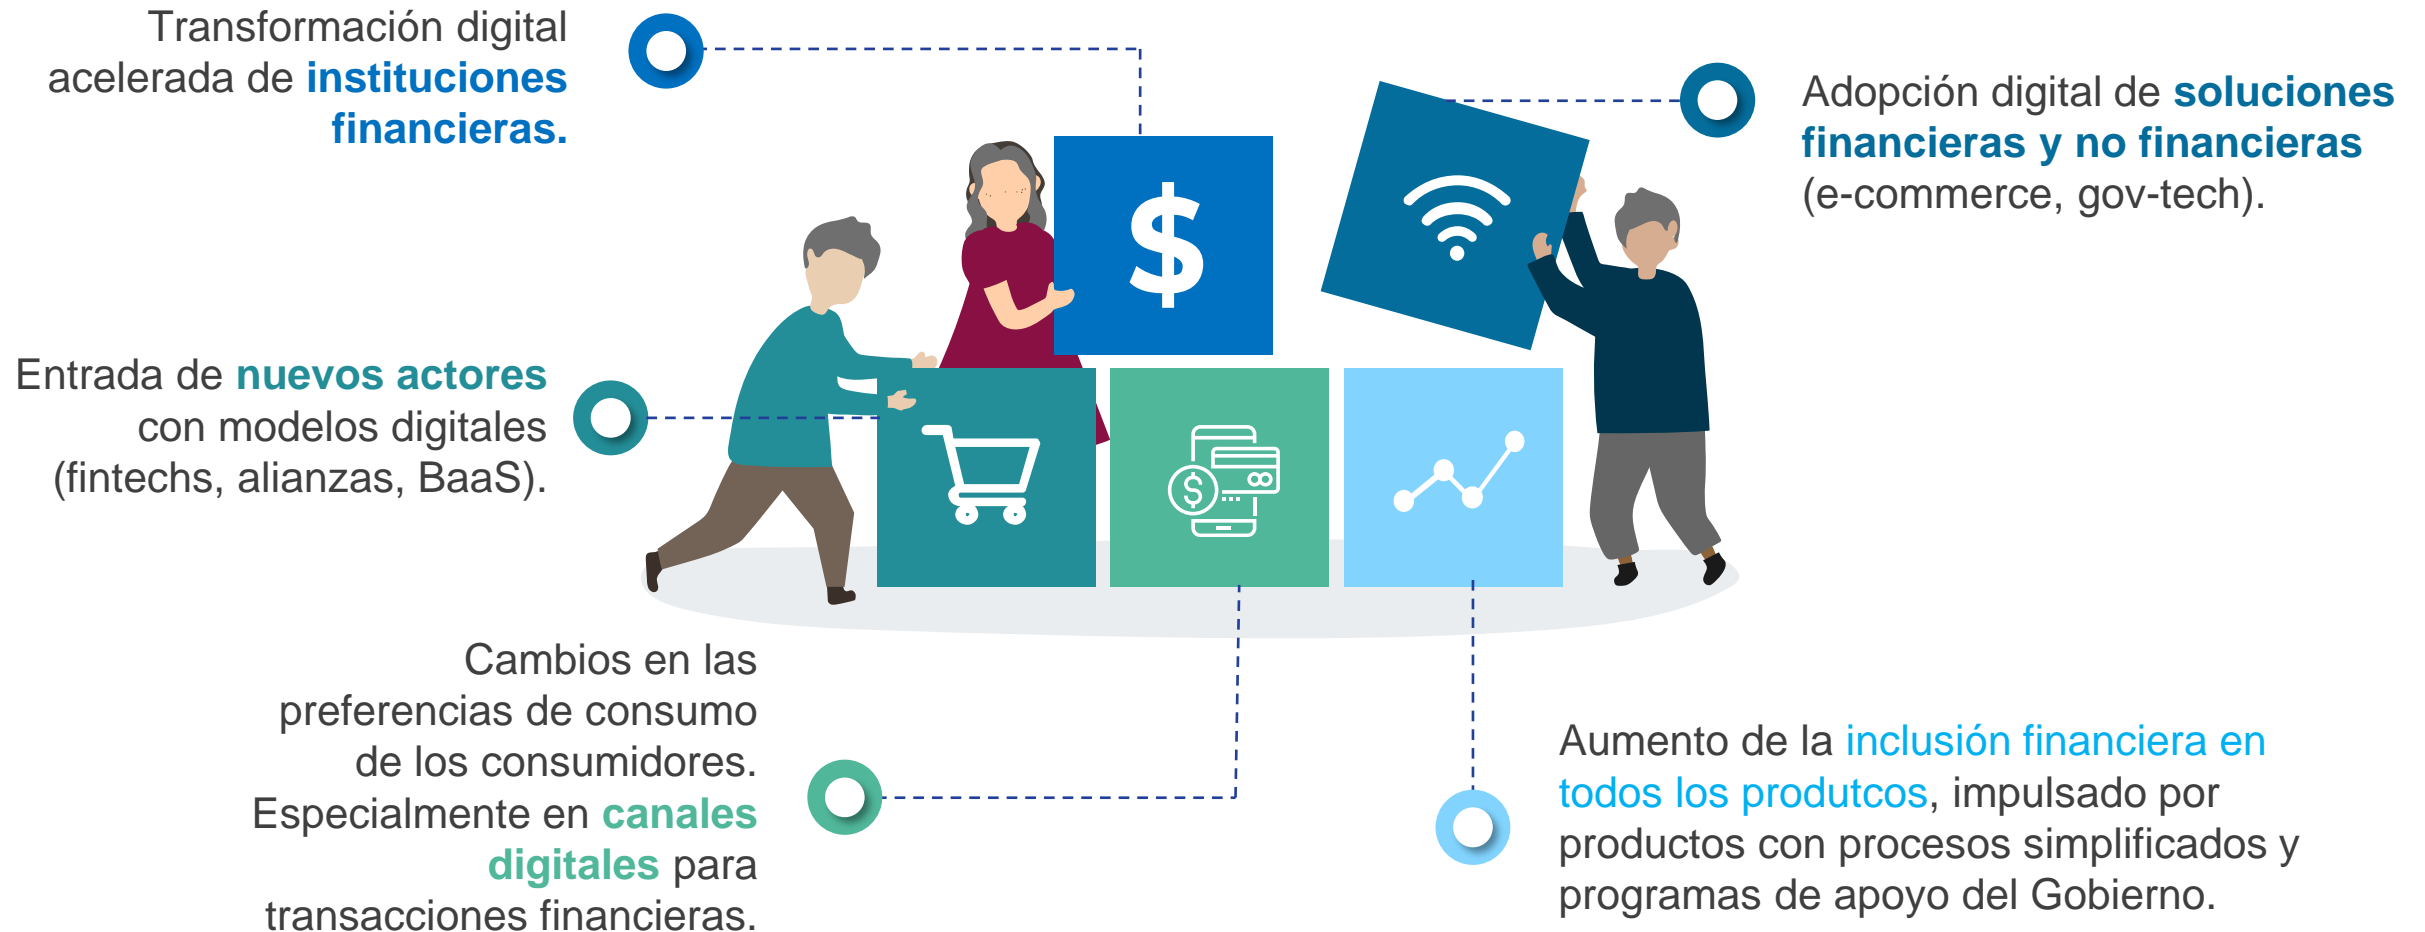 Transformación digital
acelerada de instituciones
financieras.
Adopción digital de soluciones
financieras y no financieras
(e-commerce, gov-tech).
$
Entrada de nuevos actores
con modelos digitales
(fintechs, alianzas, BaaS).
$
Cambios en las
preferencias de consumo
de los consumidores.
Especialmente en canales
digitales para
transacciones financieras.
Aumento de la inclusión financiera en
todos los produtcos, impulsado por
productos con procesos simplificados y
programas de apoyo del Gobierno.